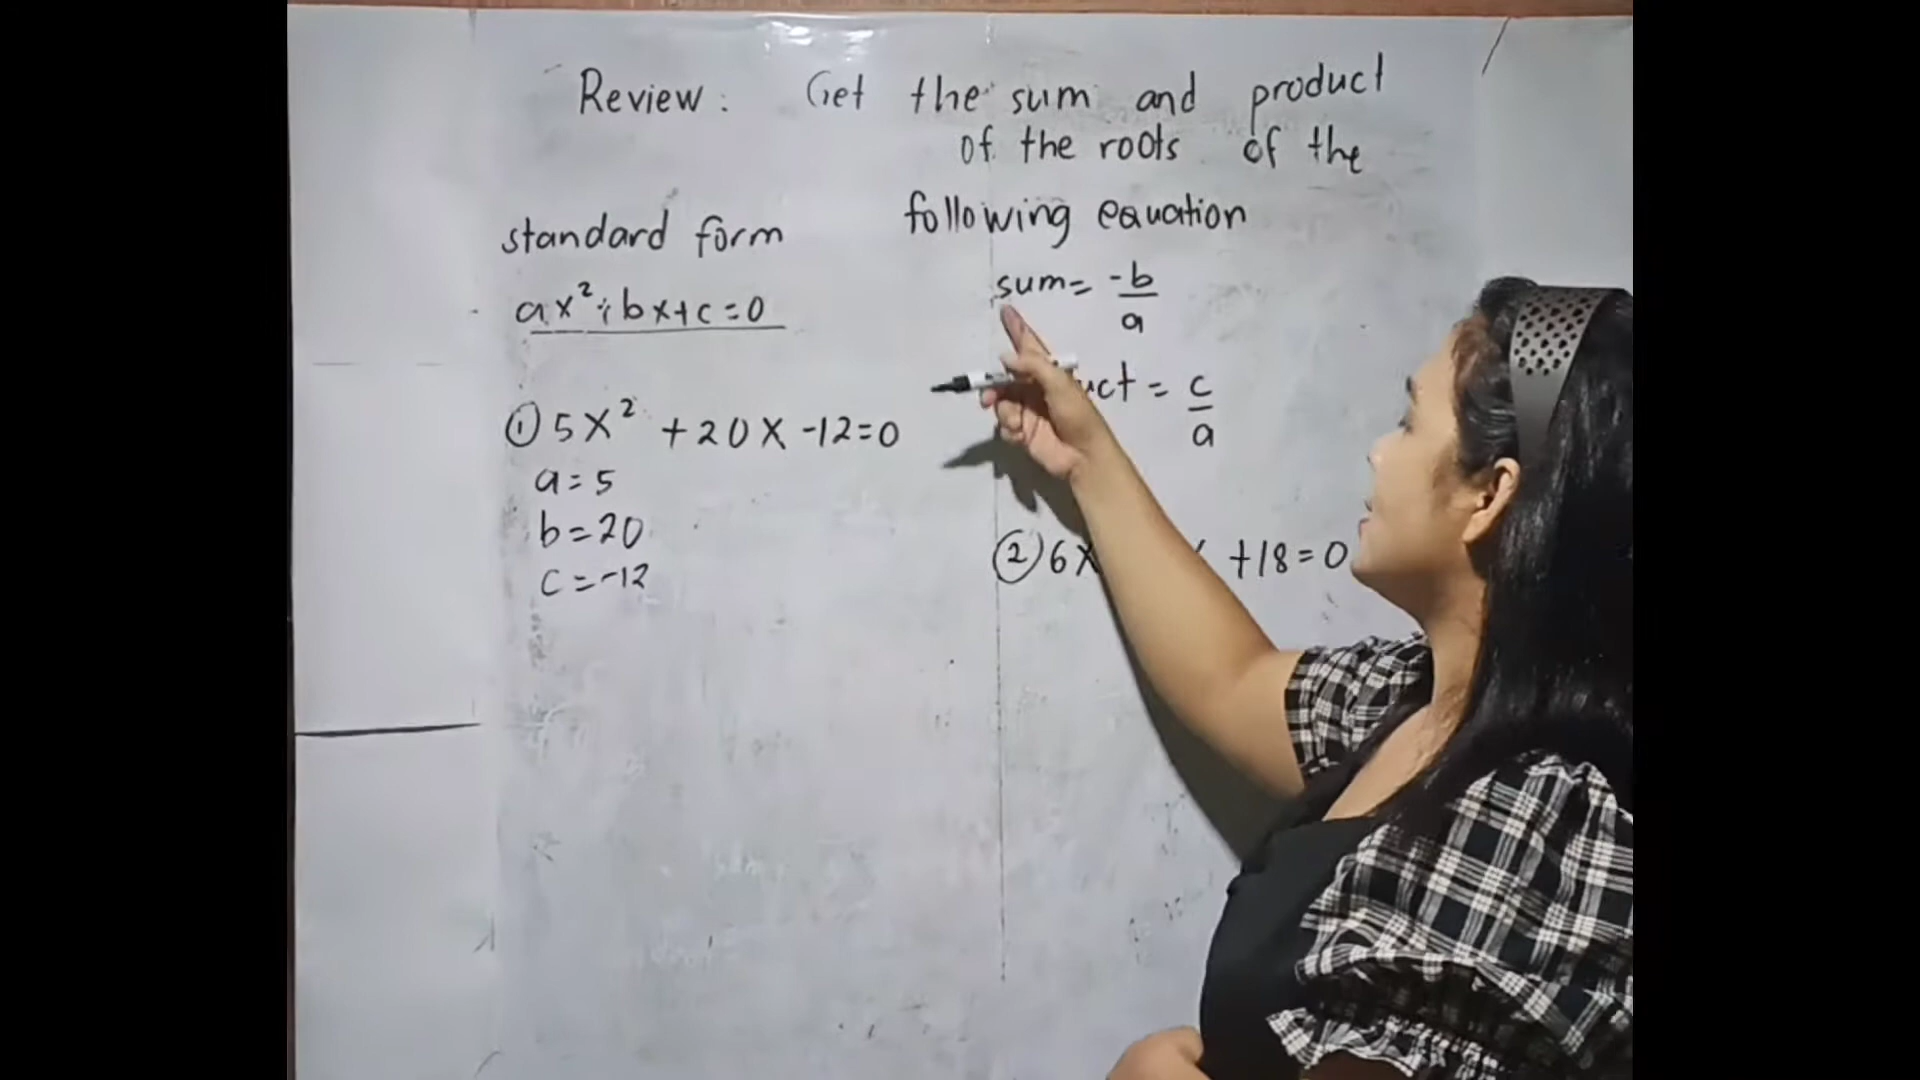 Review: Get the sum and product
of the roots of the
following equation
standard form
ax²+bx+c=0
sum= -b/a
= c/a
① 5x² +20x -12=0
a=5
b=20
c=-12
② 6x +18=0